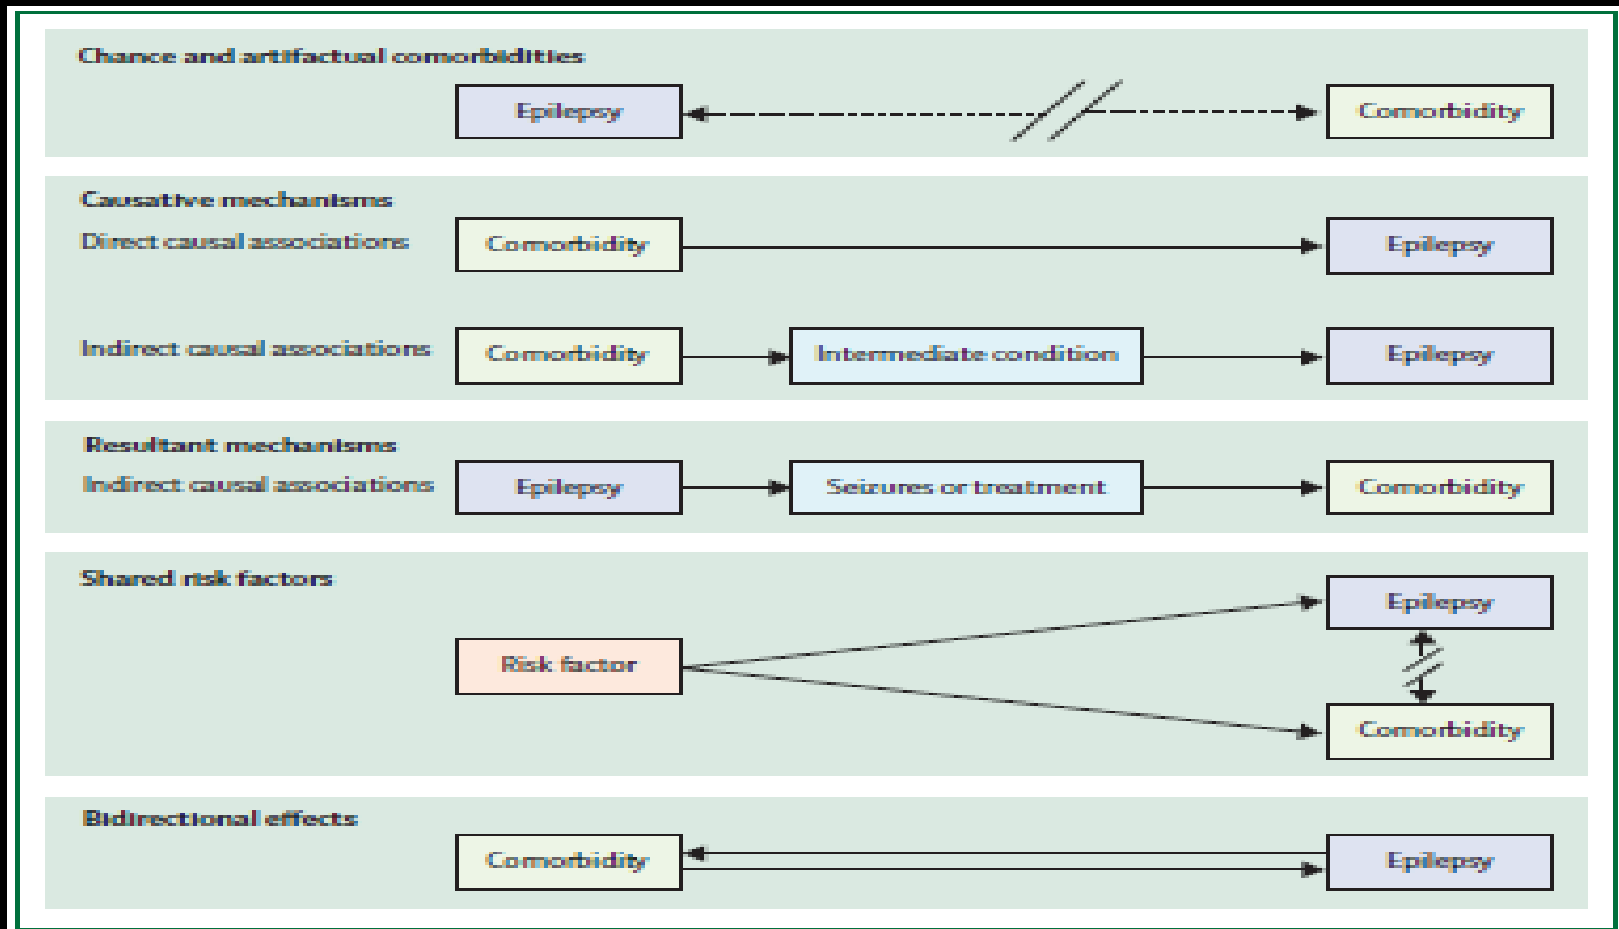 Chance and artifactual comorbidities
Epilepsy
Comorbidity
Causative mechanisms
Direct causal associations
Comorbidity
Epilepsy
Indirect causal associations
Comorbidity
Intermediate condition
Epilepsy
Resultant mechanisms
Indirect causal associations
Epilepsy
Seizures or treatment
Comorbidity
Shared risk factors
Epilepsy
Risk factor
Comorbidity
Bidirectional effects
Comorbidity
Epilepsy